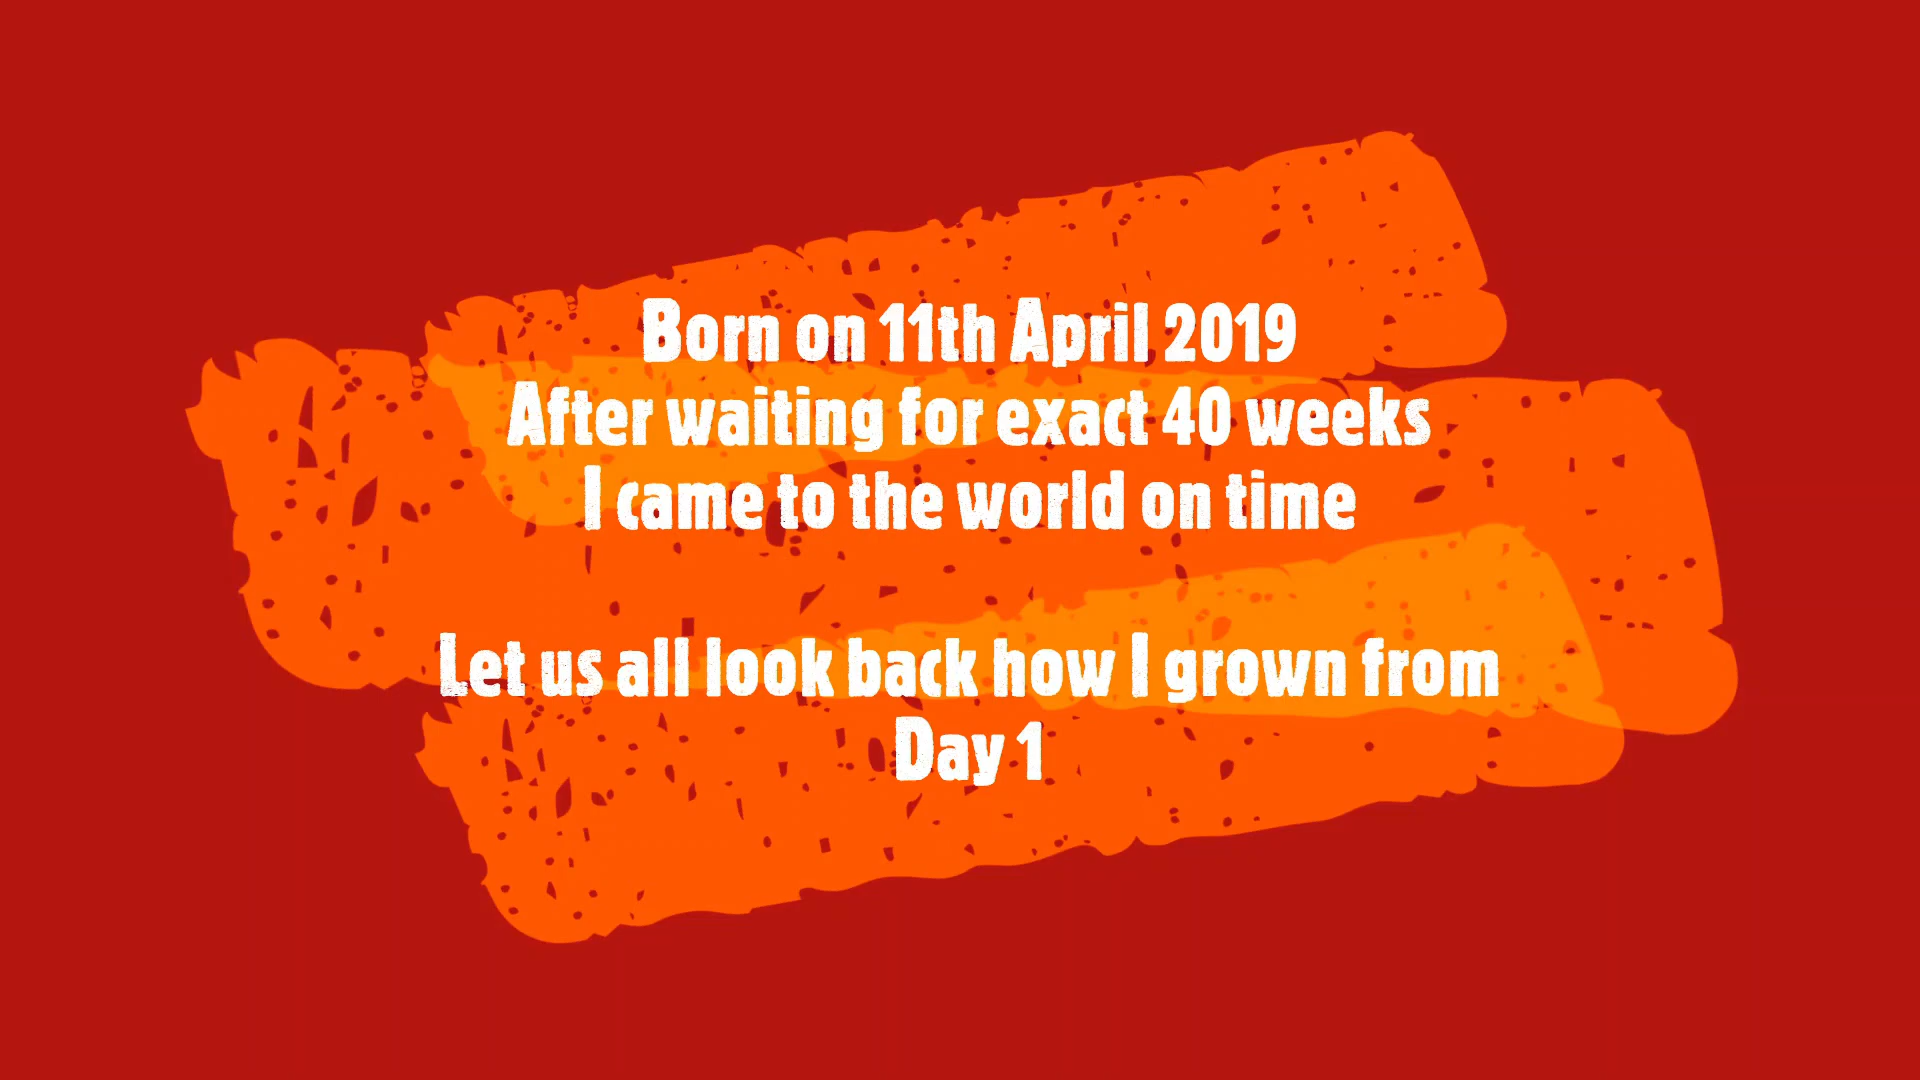 Born on 11th April 2019
After waiting for exact 40 weeks
I came to the world on time
Let us all look back how I grown from
Day 1